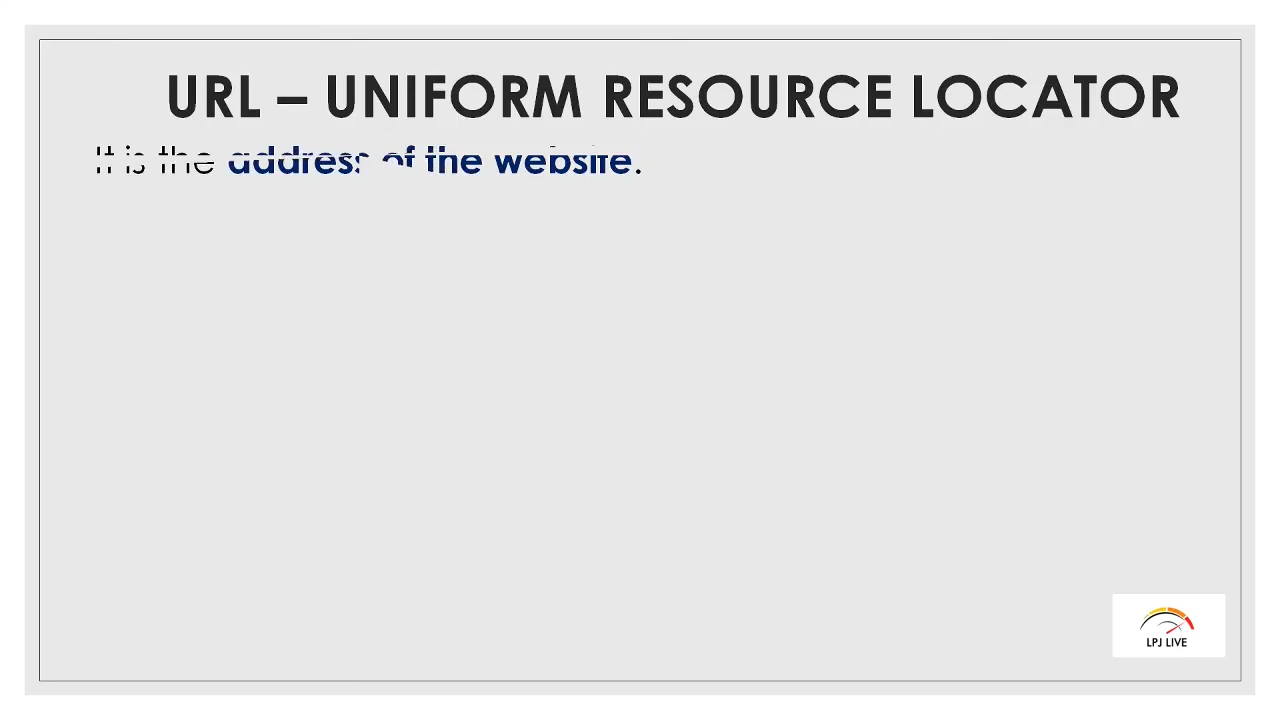 URL – UNIFORM RESOURCE LOCATOR
It is the address of the website.
LPJ LIVE